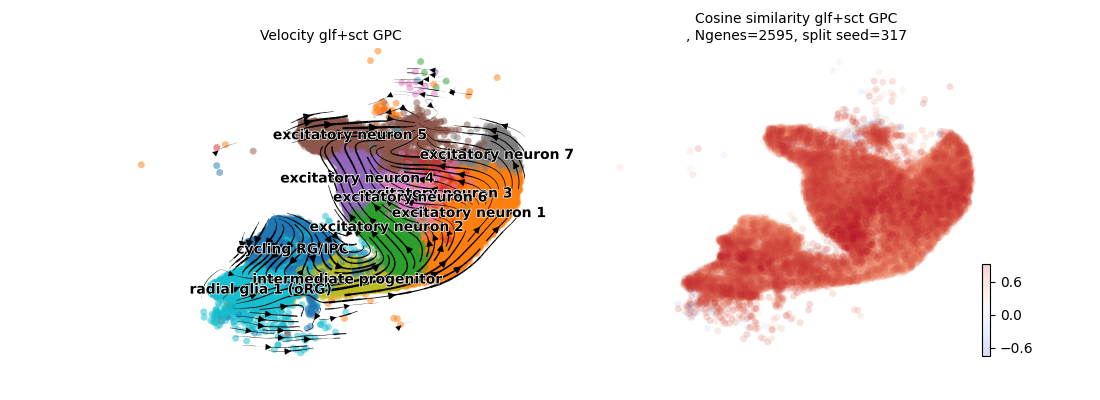 Velocity glf+sct GPC
Cosine similarity glf+sct GPC
, Ngenes=2595, split seed=317
excitatory neuron 5
excitatory neuron 7
excitatory neuron 4
excitatory neuron 3
excitatory neuron 6
excitatory neuron 1
excitatory neuron 2
cycling RG/IPC
intermediate progenitor
radial glia 1 (oRG)
0.6
0.0
−0.6